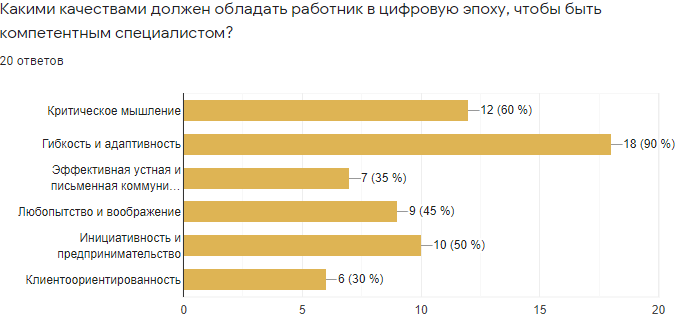 Какими качествами должен обладать работник в цифровую эпоху, чтобы быть
компетентным специалистом?
20 ответов
Критическое мышление 12 (60 %)
Гибкость и адаптивность 18 (90 %)
Эффективная устная и
письменная коммуни… 7 (35 %)
Любопытство и воображение 9 (45 %)
Инициативность и
предпринимательство 10 (50 %)
Клиентоориентированность 6 (30 %)
0 5 10 15 20